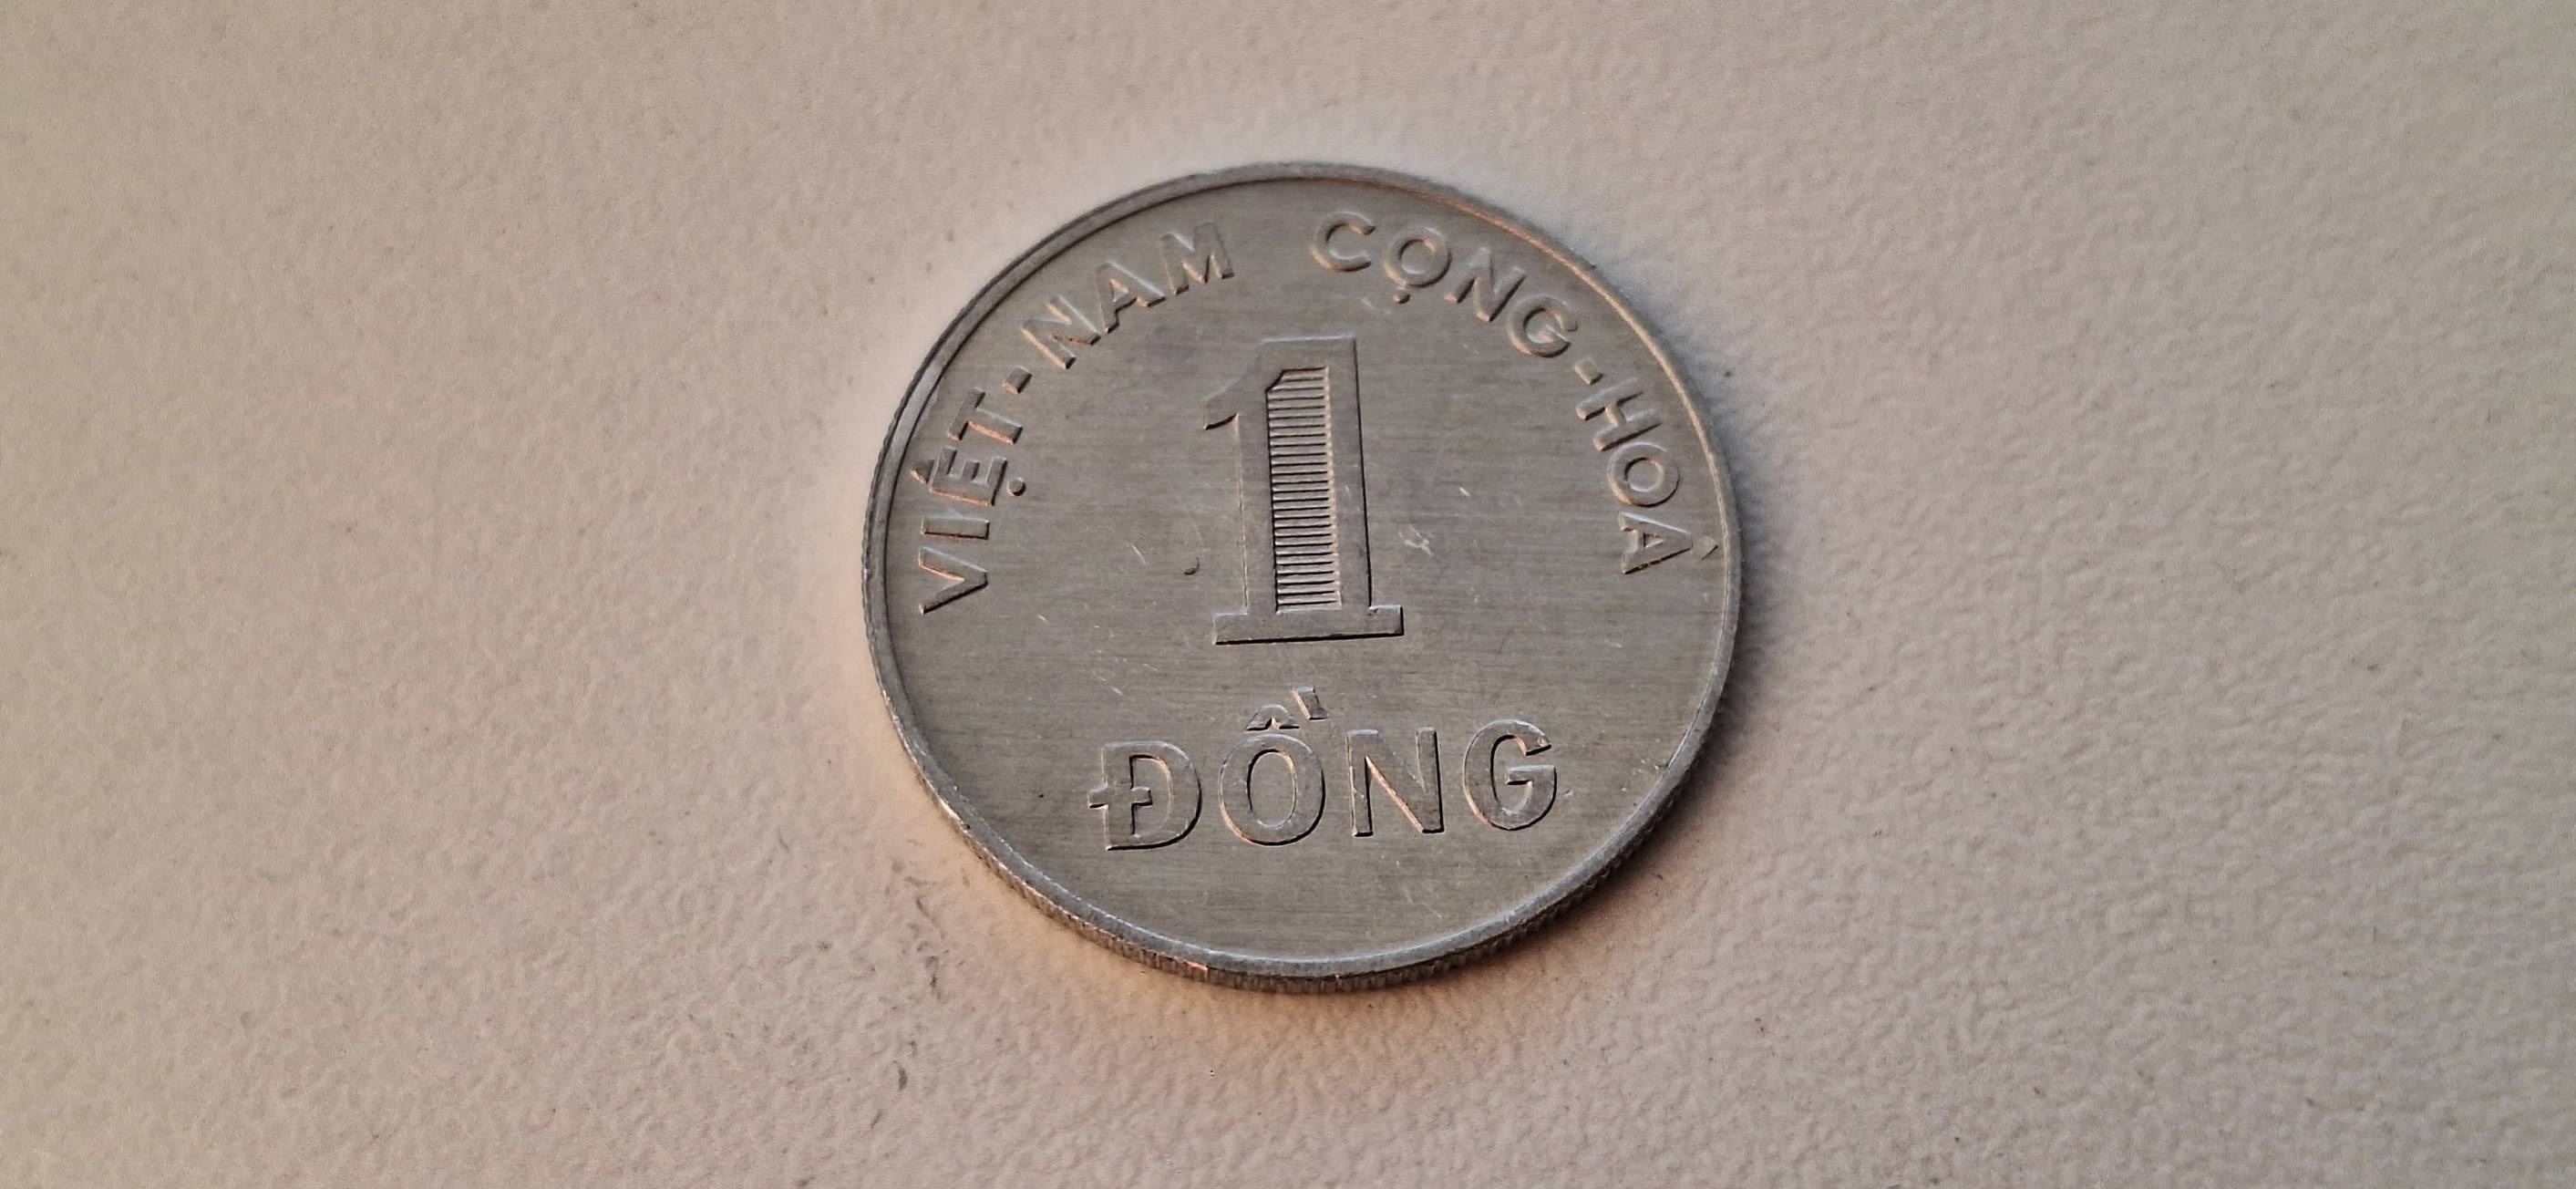 VIỆT-NAM CỘNG-HOÀ
1
ĐỒNG